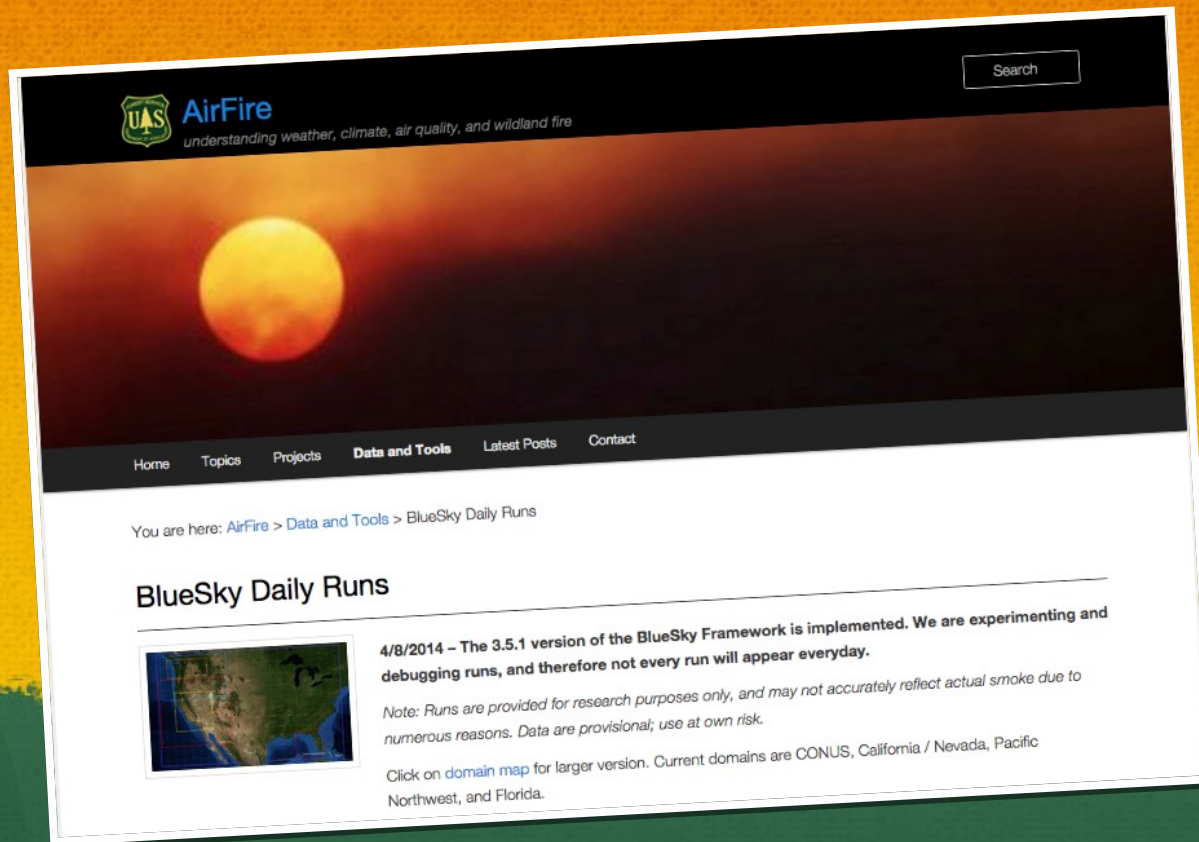 Search
UAS
AirFire
understanding weather, climate, air quality, and wildland fire
Home Topics Projects Data and Tools Latest Posts Contact
You are here: AirFire > Data and Tools > BlueSky Daily Runs
BlueSky Daily Runs
4/8/2014 – The 3.5.1 version of the BlueSky Framework is implemented. We are experimenting and
debugging runs, and therefore not every run will appear everyday.
Note: Runs are provided for research purposes only, and may not accurately reflect actual smoke due to
numerous reasons. Data are provisional; use at own risk.
Click on domain map for larger version. Current domains are CONUS, California / Nevada, Pacific
Northwest, and Florida.